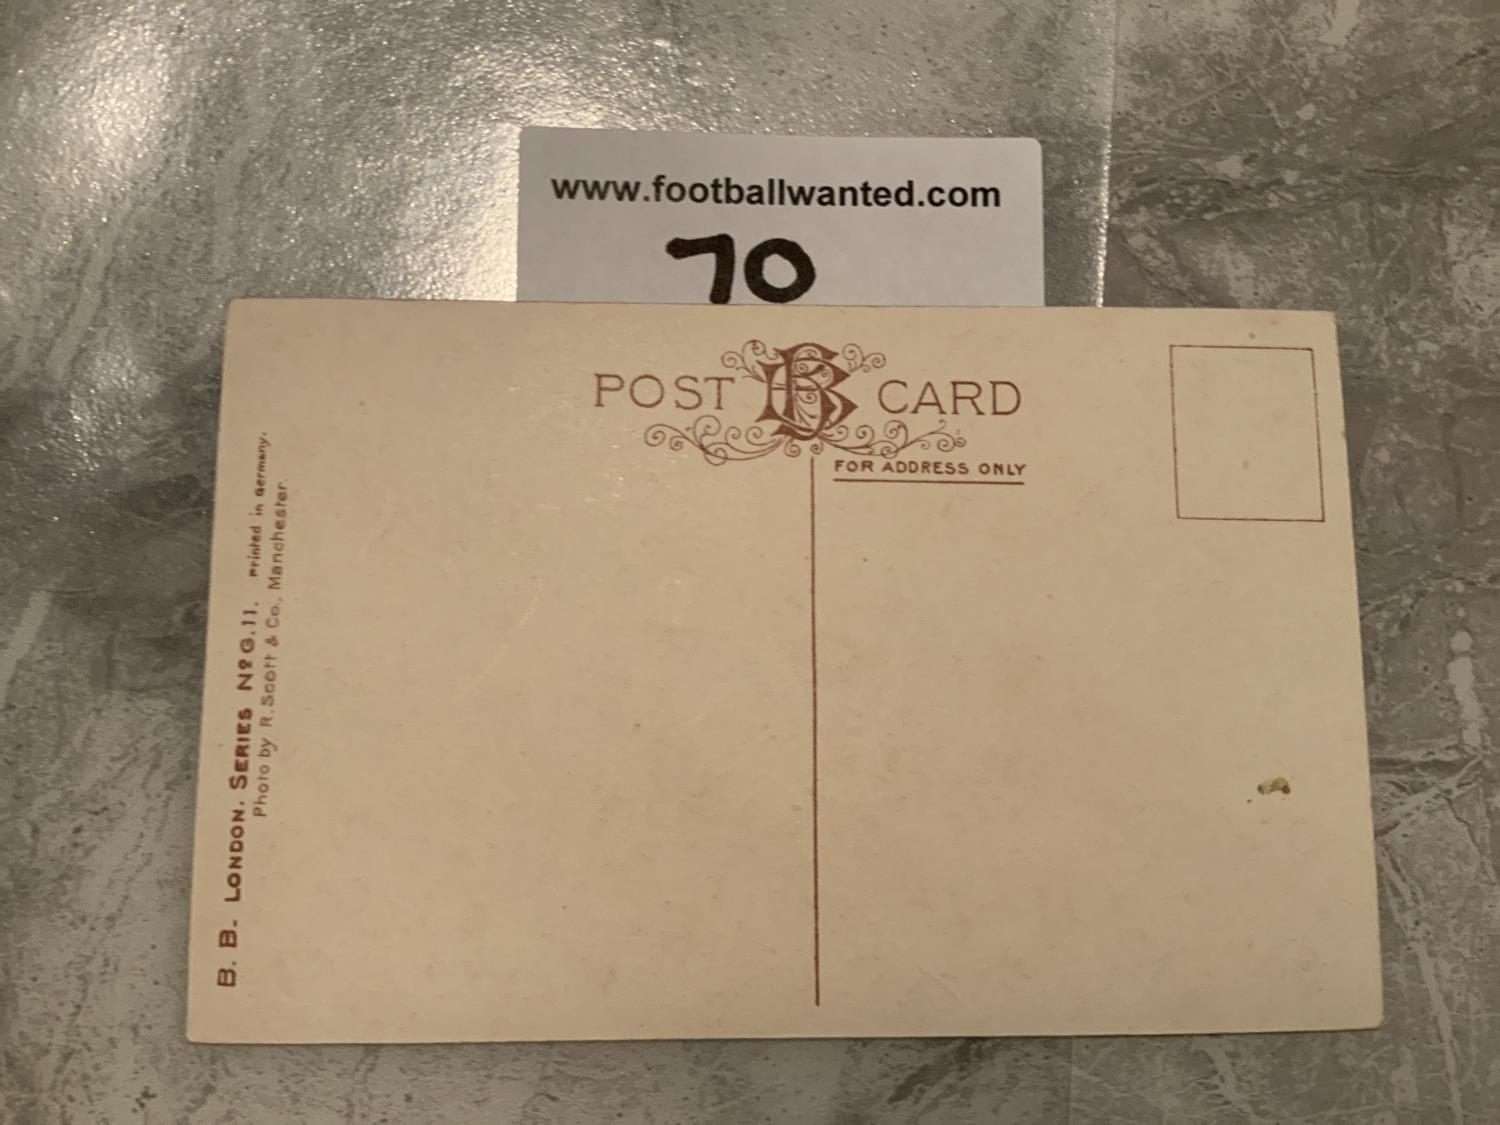 www.footballwanted.com
70
POST BB CARD
FOR ADDRESS ONLY
B. B. LONDON. SERIES Nº G.11. Printed in Germany.
Photo by R. Scott & Co., Manchester.